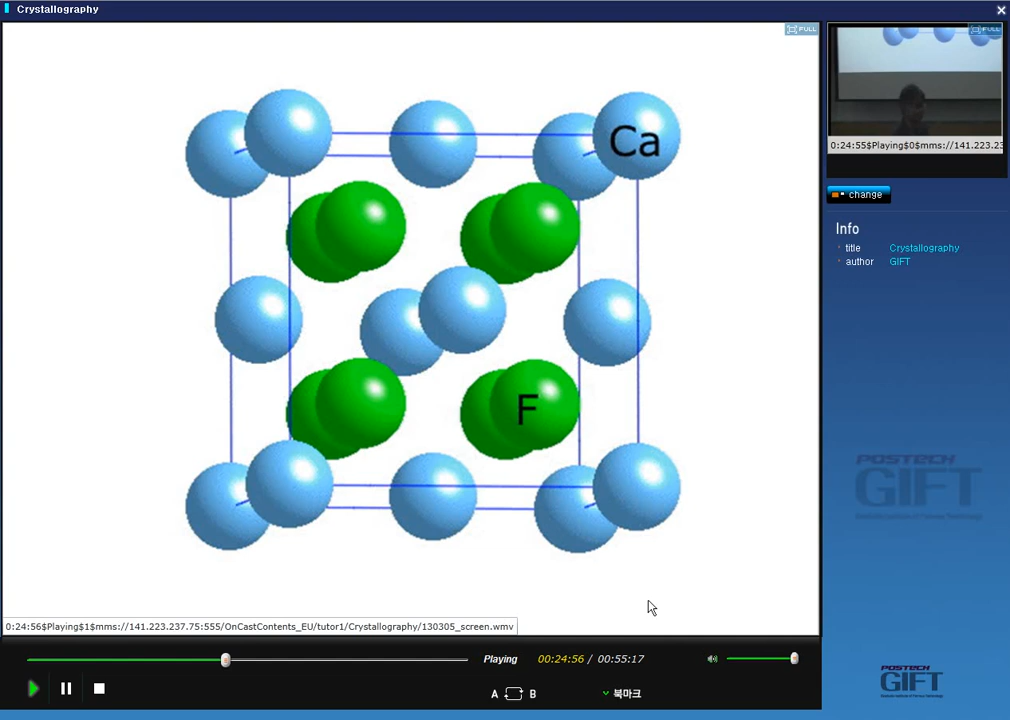 Crystallography
FULL
FULL
Ca
0:24:55$Playing$0$mms://141.223.23
change
Info
title Crystallography
author GIFT
F
POSTECH
GIFT
0:24:56$Playing$1$mms://141.223.237.75:555/OnCastContents_EU/tutor1/Crystallography/130305_screen.wmv
Playing 00:24:56 / 00:55:17
A B 북마크
POSTECH
GIFT